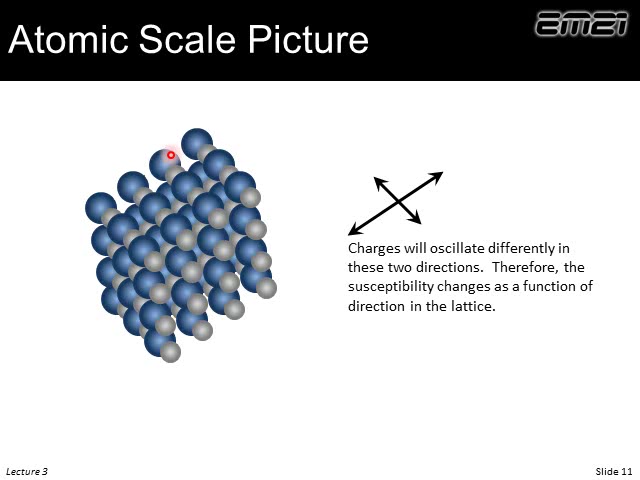 Atomic Scale Picture
EM21
Charges will oscillate differently in
these two directions.  Therefore, the
susceptibility changes as a function of
direction in the lattice.
Lecture 3
Slide 11